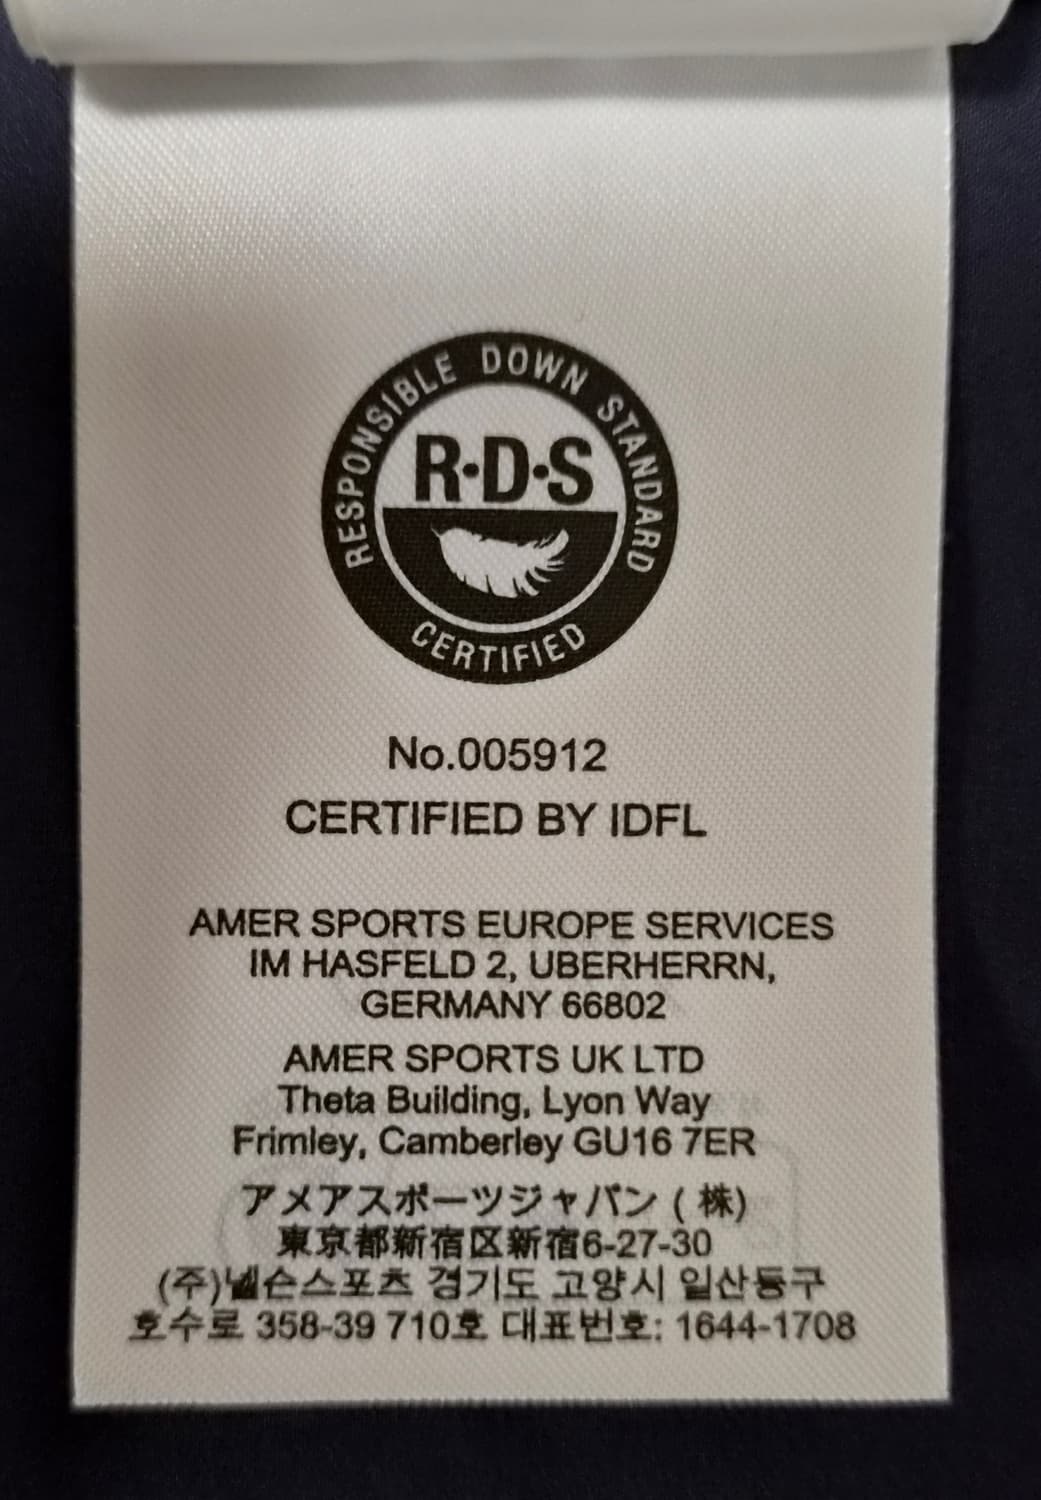 RESPONSIBLE DOWN STANDARD
R·D·S
CERTIFIED
No.005912
CERTIFIED BY IDFL
AMER SPORTS EUROPE SERVICES
IM HASFELD 2, UBERHERRN,
GERMANY 66802
AMER SPORTS UK LTD
Theta Building, Lyon Way
Frimley, Camberley GU16 7ER
アメアスポーツジャパン ( 株)
東京都新宿区新宿6-27-30
(주)넬슨스포츠 경기도 고양시 일산동구
호수로 358-39 710호 대표번호: 1644-1708